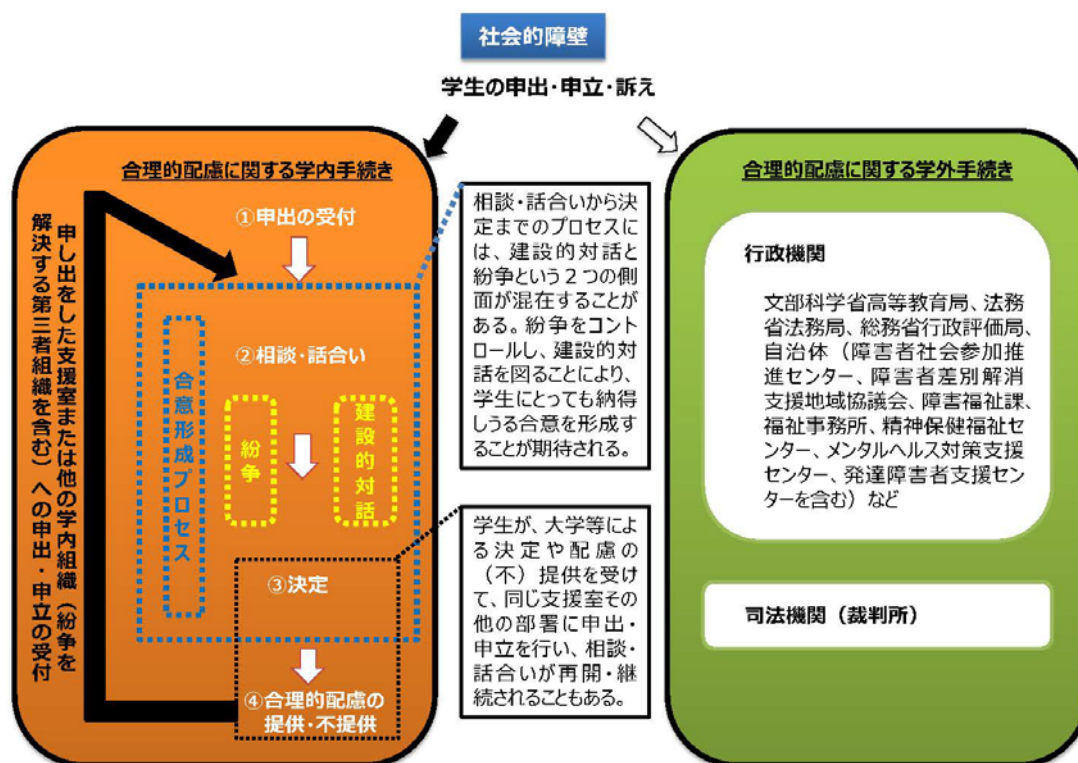 社会的障壁
学生の申出・申立・訴え
合理的配慮に関する学内手続き
①申出の受付
②相談・話合い
合意形成プロセス
紛争
建設的対話
③決定
④合理的配慮の
提供・不提供
申し出をした支援室または他の学内組織（紛争を
解決する第三者組織を含む）への申出・申立の受付
相談・話合いから決
定までのプロセスに
は、建設的対話と
紛争という２つの側
面が混在することが
ある。紛争をコント
ロールし、建設的対
話を図ることにより、
学生にとっても納得
しうる合意を形成す
ることが期待される。
学生が、大学等によ
る決定や配慮の
（不）提供を受け
て、同じ支援室その
他の部署に申出・
申立を行い、相談・
話合いが再開・継
続されることもある。
合理的配慮に関する学外手続き
行政機関
文部科学省高等教育局、法務
省法務局、総務省行政評価局、
自治体（障害者社会参加推
進センター、障害者差別解消
支援地域協議会、障害福祉課、
福祉事務所、精神保健福祉セ
ンター、メンタルヘルス対策支援
センター、発達障害者支援セン
ターを含む）など
司法機関（裁判所）